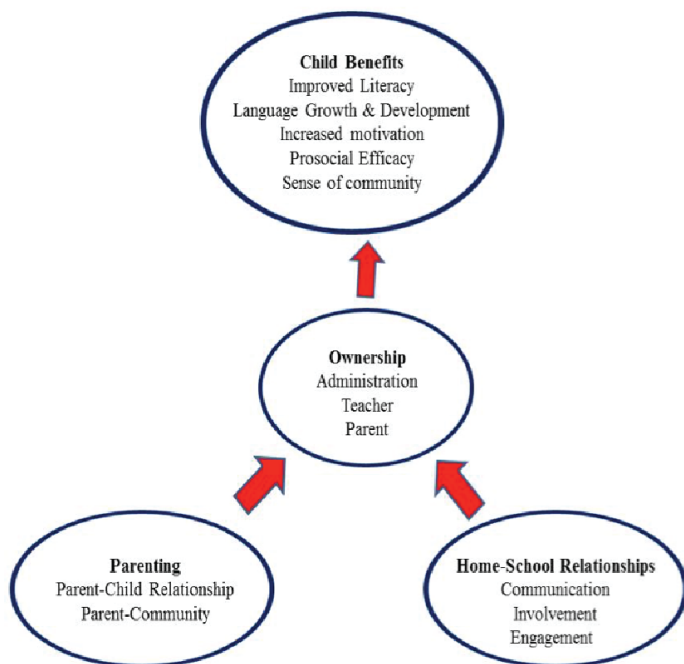 Child Benefits
Improved Literacy
Language Growth & Development
Increased motivation
Prosocial Efficacy
Sense of community
Ownership
Administration
Teacher
Parent
Parenting
Parent-Child Relationship
Parent-Community
Home-School Relationships
Communication
Involvement
Engagement